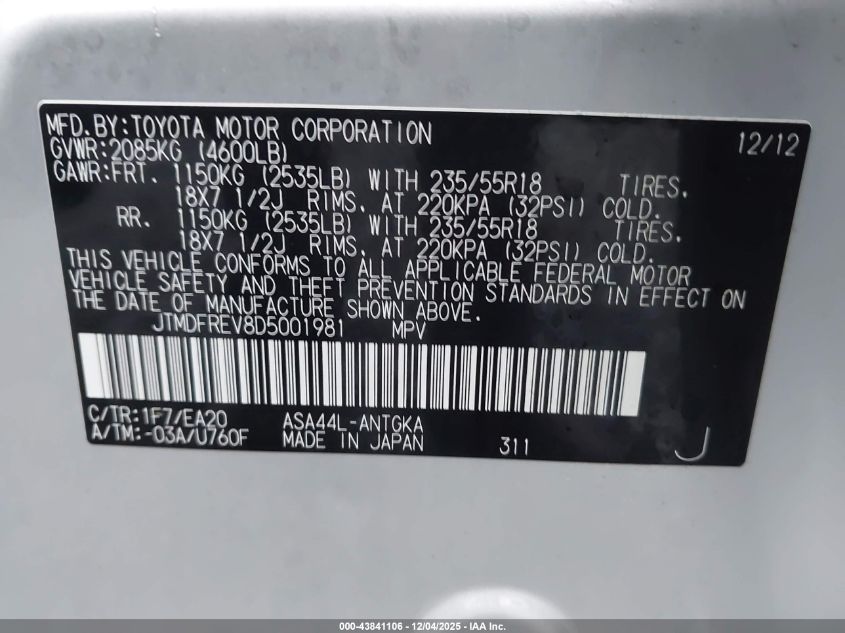 MFD.BY:TOYOTA MOTOR CORPORATION 12/12
GVWR:2085KG (4600LB)
GAWR:FRT. 1150KG (2535LB) WITH 235/55R18 TIRES.
18X7 1/2J RIMS. AT 220KPA (32PSI) COLD.
RR. 1150KG (2535LB) WITH 235/55R18 TIRES.
18X7 1/2J RIMS. AT 220KPA (32PSI) COLD.
THIS VEHICLE CONFORMS TO ALL APPLICABLE FEDERAL MOTOR
VEHICLE SAFETY AND THEFT PREVENTION STANDARDS IN EFFECT ON
THE DATE OF MANUFACTURE SHOWN ABOVE.
JTMDFREV8D5001981 MPV
C/TR:1F7/EA20 ASA44L-ANTGKA
A/TM:-03A/U760F MADE IN JAPAN 311 J
000-43841106 - 12/04/2025 - IAA Inc.